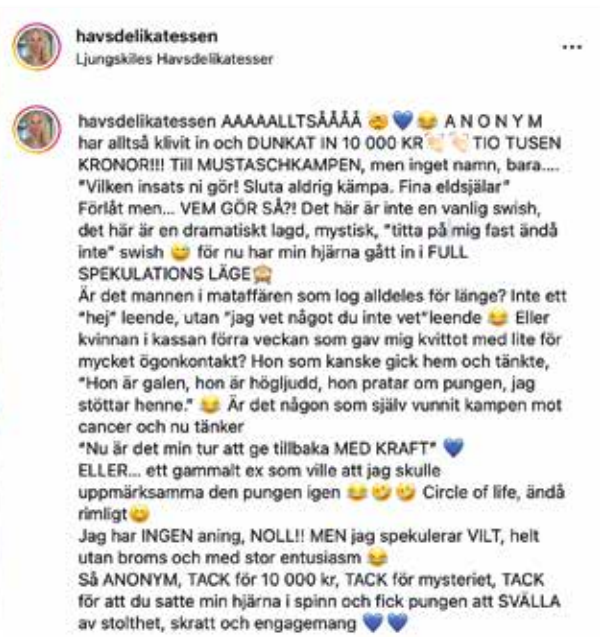 havsdelikatessen
Ljungskiles Havsdelikatesser
havsdelikatessen AAAAALLTSÅÅÅÅ 🤯💙😂 A N O N Y M
har alltså klivit in och DUNKAT IN 10 000 KR👏🏻👏🏻TIO TUSEN
KRONOR!!! Till MUSTASCHKAMPEN, men inget namn, bara....
"Vilken insats ni gör! Sluta aldrig kämpa. Fina eldsjälar"
Förlåt men... VEM GÖR SÅ?! Det här är inte en vanlig swish,
det här är en dramatiskt lagd, mystisk, "titta på mig fast ändå
inte" swish 😅 för nu har min hjärna gått in i FULL
SPEKULATIONS LÄGE🙈
Är det mannen i mataffären som log alldeles för länge? Inte ett
"hej" leende, utan "jag vet något du inte vet"leende 😂 Eller
kvinnan i kassan förra veckan som gav mig kvittot med lite för
mycket ögonkontakt? Hon som kanske gick hem och tänkte,
"Hon är galen, hon är högljudd, hon pratar om pungen, jag
stöttar henne." 😂 Är det någon som själv vunnit kampen mot
cancer och nu tänker
"Nu är det min tur att ge tillbaka MED KRAFT" 💙
ELLER... ett gammalt ex som ville att jag skulle
uppmärksamma den pungen igen 😂🤣🤣 Circle of life, ändå
rimligt😄
Jag har INGEN aning, NOLL!! MEN jag spekulerar VILT, helt
utan broms och med stor entusiasm 😂
Så ANONYM, TACK för 10 000 kr, TACK för mysteriet, TACK
för att du satte min hjärna i spinn och fick pungen att SVÄLLA
av stolthet, skratt och engagemang 💙💙